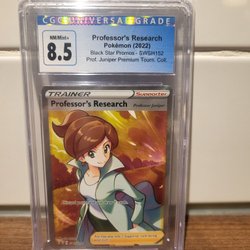 CGC UNIVERSAL GRADE
NM/Mint+
8.5
Professor's Research
Pokémon (2022)
Black Star Promos - SWSH152
Prof. Juniper Premium Tourn. Coll.
TRAINER
Supporter
Professor's Research
Professor Juniper